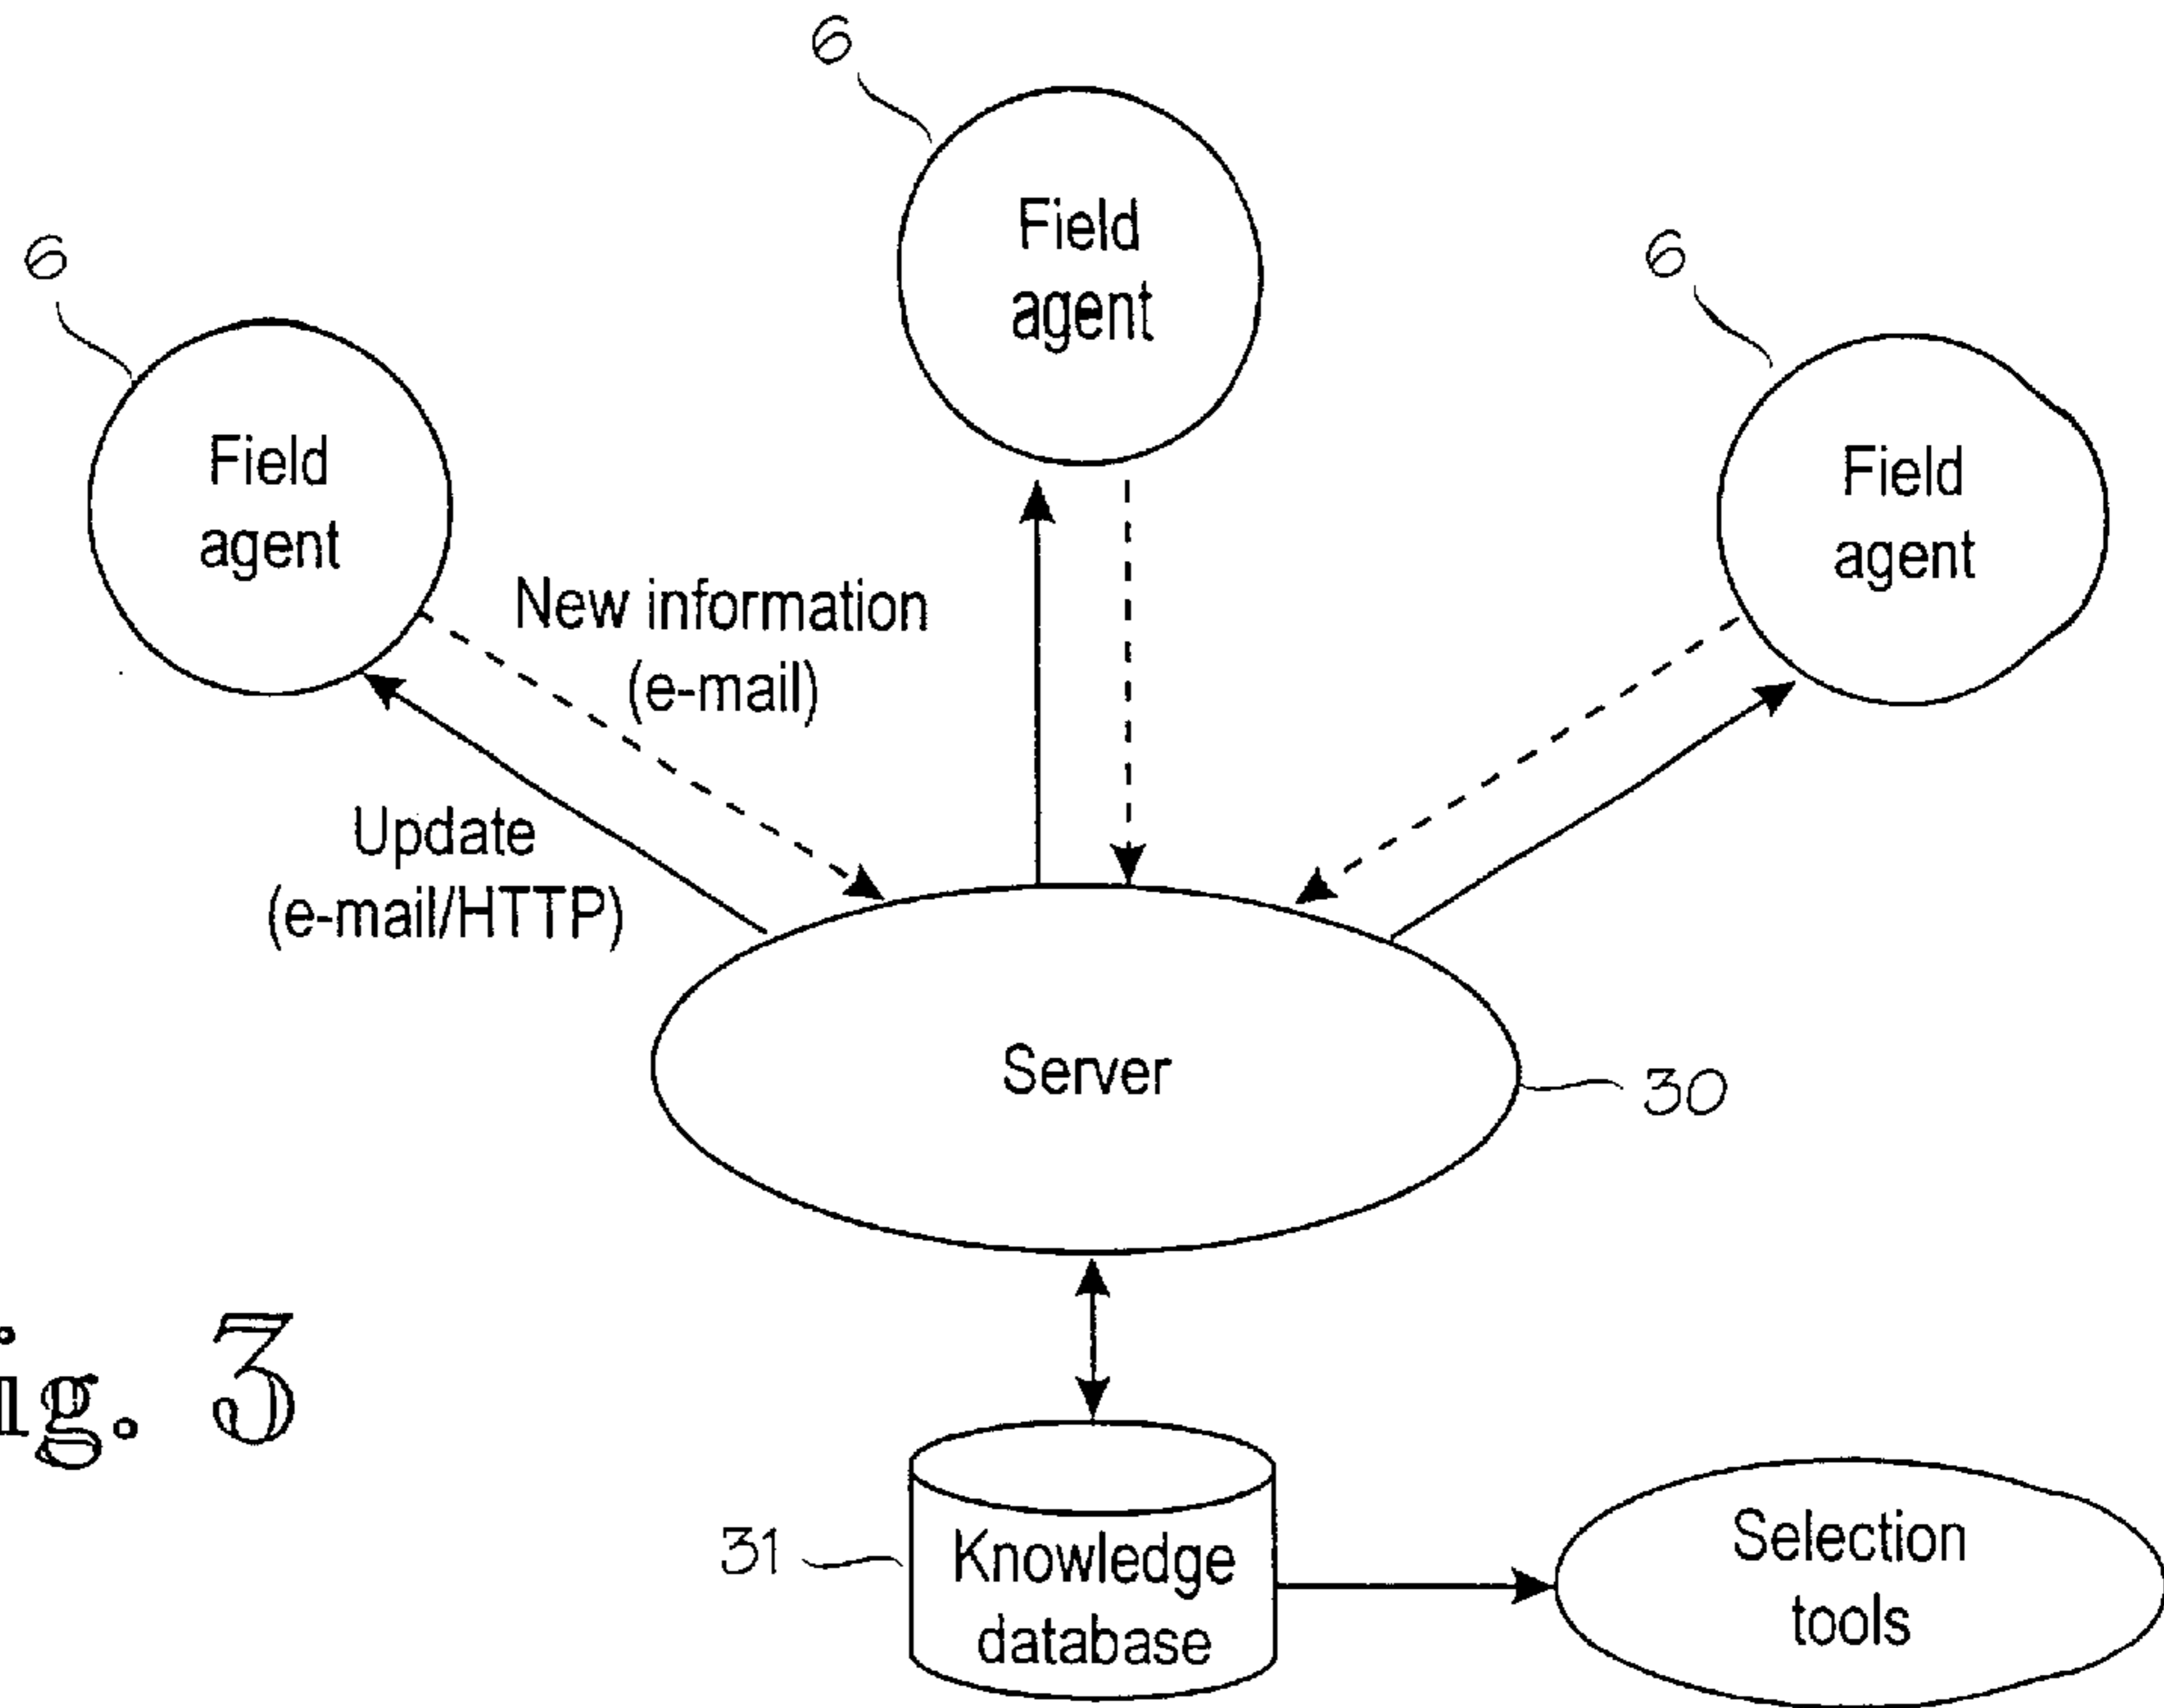 6
Field
agent
6
Field
agent
6
Field
agent
New information
(e-mail)
Update
(e-mail/HTTP)
Server
30
ig. 3
31
Knowledge
database
Selection
tools